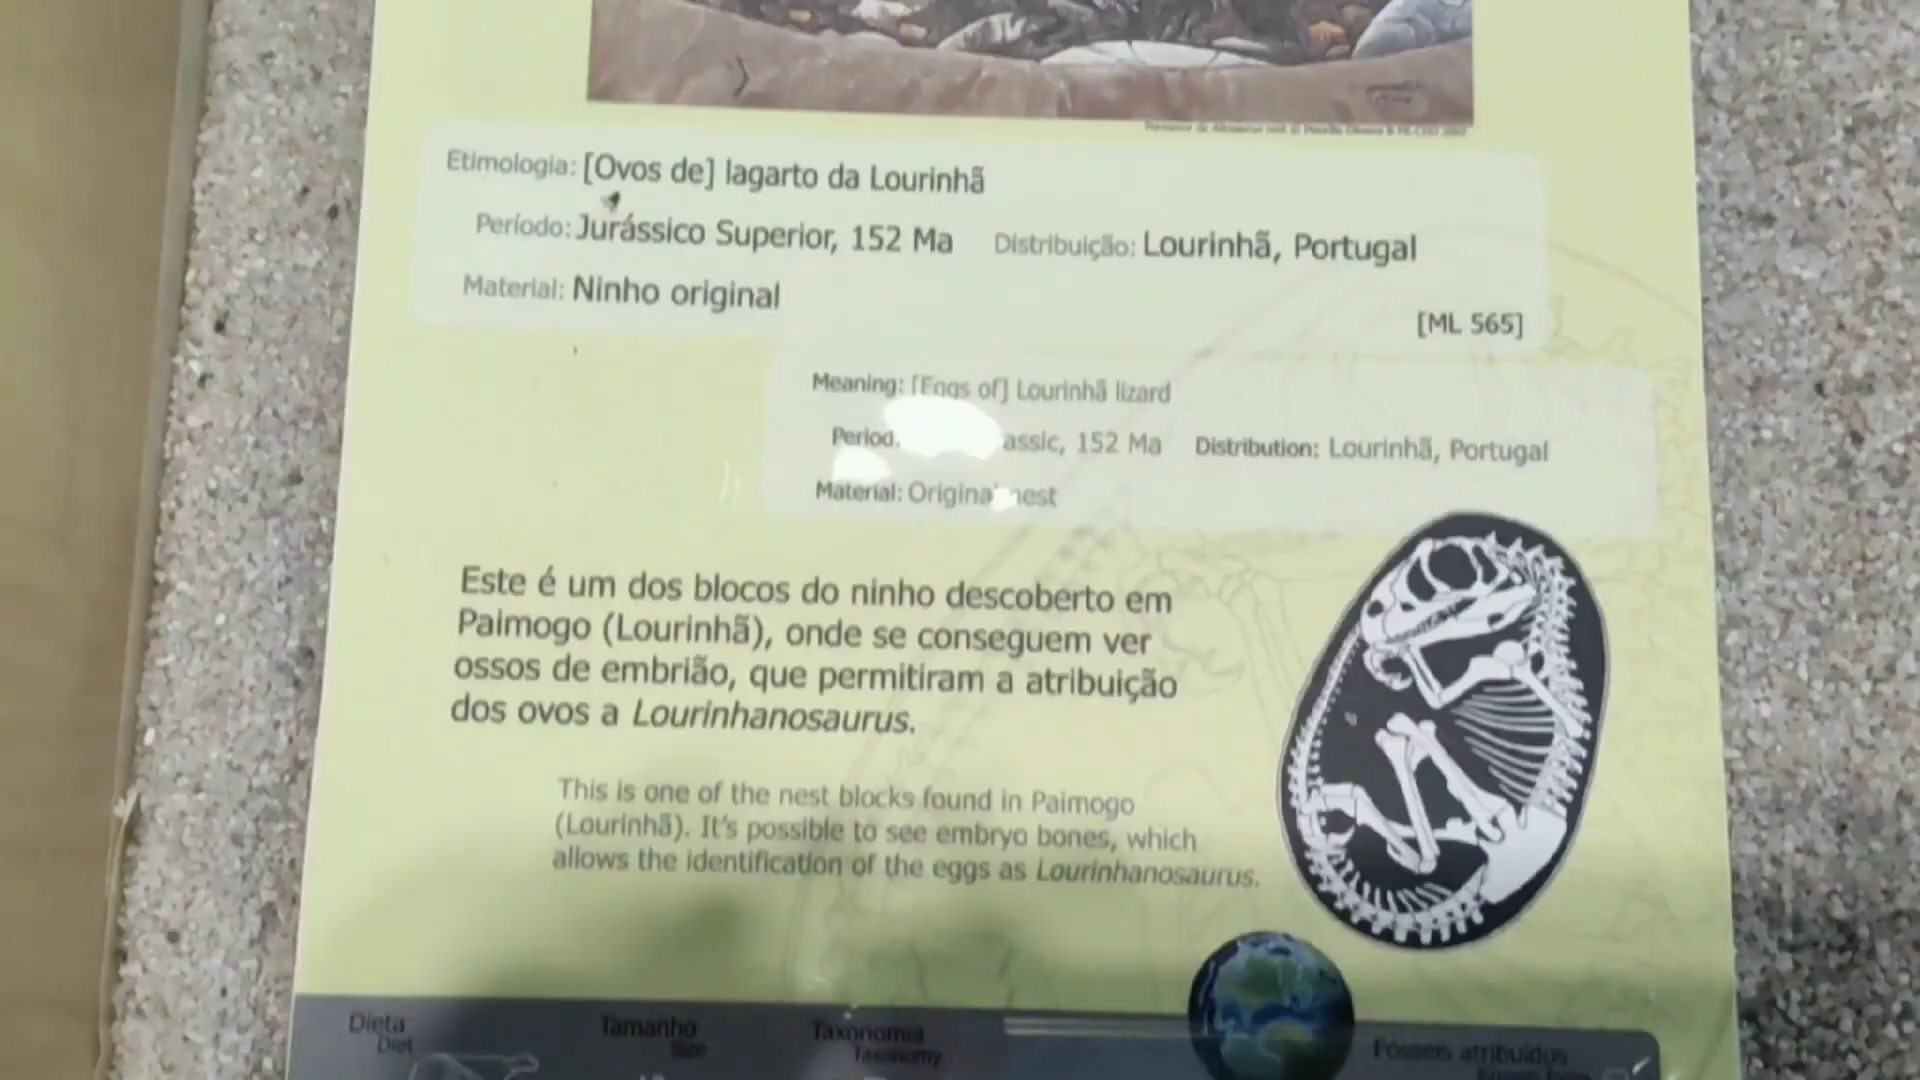 Etimologia: [Ovos de] lagarto da Lourinhã
Período: Jurássico Superior, 152 Ma Distribuição: Lourinhã, Portugal
Material: Ninho original
[ML 565]
Meaning: [Eggs of] Lourinhã lizard
Period. assic, 152 Ma Distribution: Lourinhã, Portugal
Material: Original nest
Este é um dos blocos do ninho descoberto em
Paimogo (Lourinhã), onde se conseguem ver
ossos de embrião, que permitiram a atribuição
dos ovos a Lourinhanosaurus.
This is one of the nest blocks found in Paimogo
(Lourinhã). It's possible to see embryo bones, which
allows the identification of the eggs as Lourinhanosaurus.
Dieta Tamanho Taxonomia Fósseis atribuídos
Diet Size Taxonomy